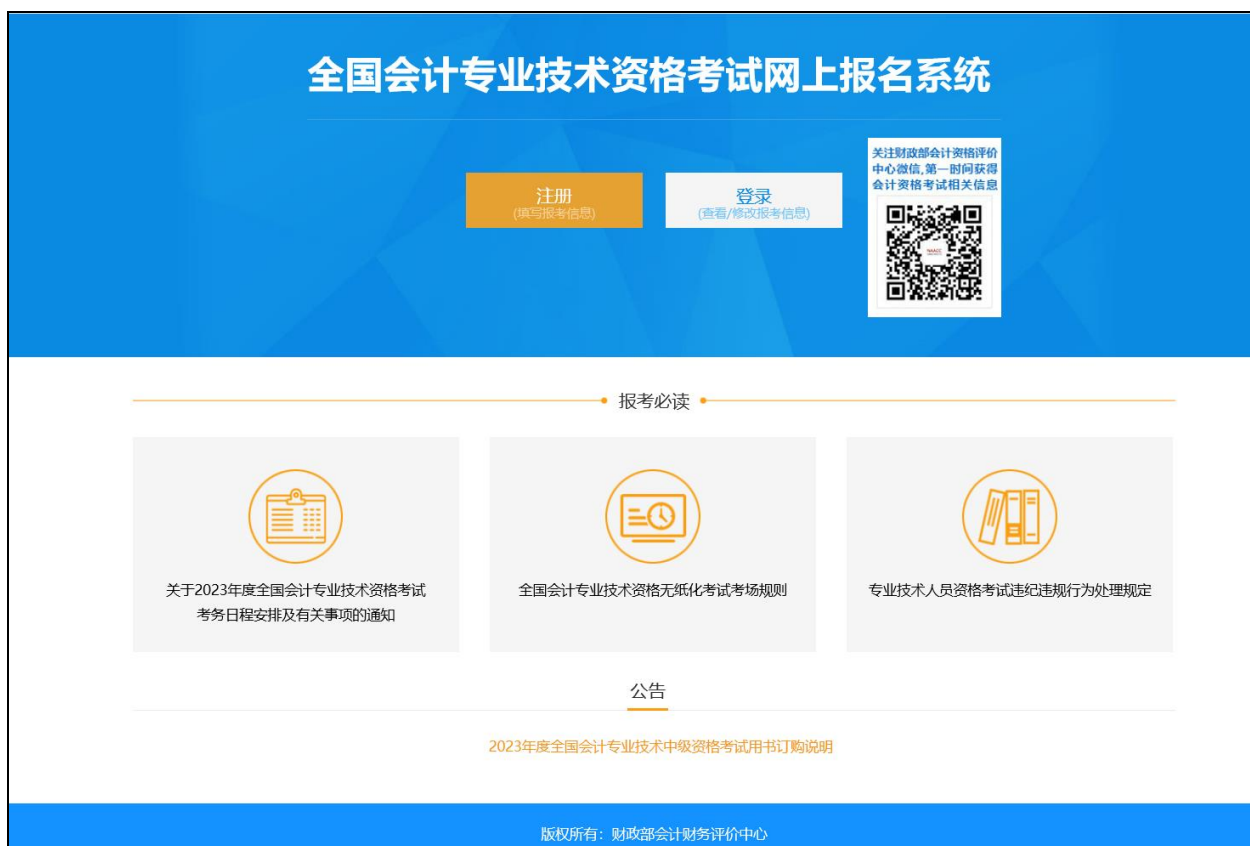 全国会计专业技术资格考试网上报名系统
关注财政部会计资格评价
中心微信,第一时间获得
会计资格考试相关信息
注册
(填写报考信息)
登录
(查看/修改报考信息)
报考必读
关于2023年度全国会计专业技术资格考试
考务日程安排及有关事项的通知
全国会计专业技术资格无纸化考试考场规则
专业技术人员资格考试违纪违规行为处理规定
公告
2023年度全国会计专业技术中级资格考试用书订购说明
版权所有：财政部会计财务评价中心